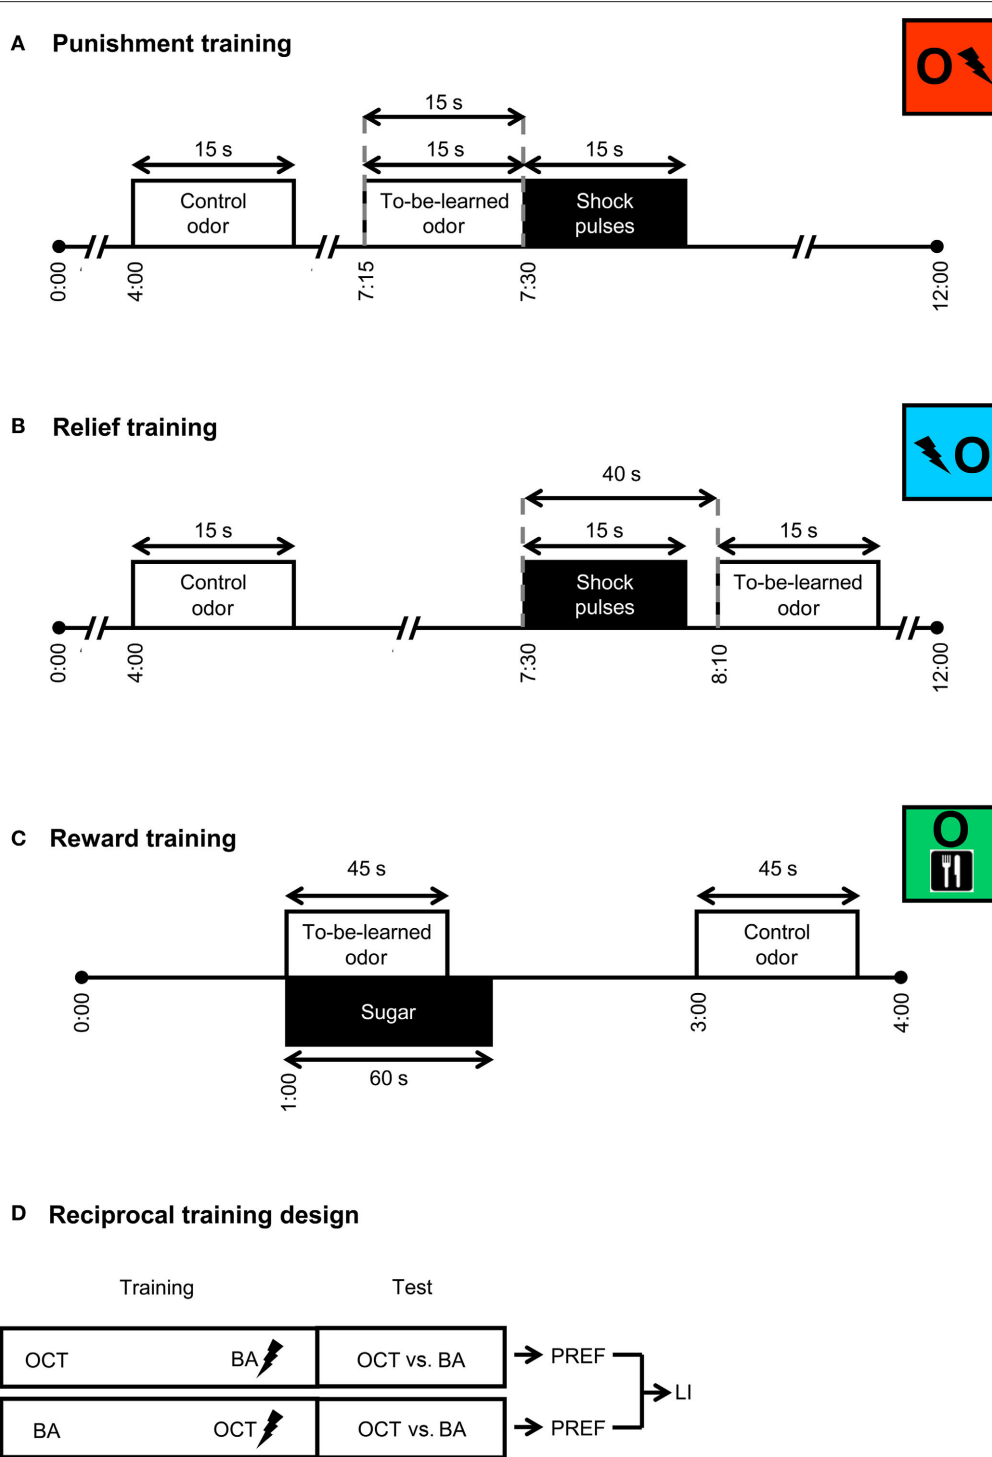 A Punishment training
O
15 s
15 s 15 s 15 s
Control
odor
To-be-learned
odor
Shock
pulses
0:00 4:00 7:15 7:30 12:00
B Relief training
O
40 s
15 s 15 s 15 s
Control
odor
Shock
pulses
To-be-learned
odor
0:00 4:00 7:30 8:10 12:00
C Reward training
O
45 s 45 s
To-be-learned
odor
Control
odor
Sugar
0:00 1:00 3:00 4:00
60 s
D Reciprocal training design
Training Test
OCT BA OCT vs. BA PREF
LI
BA OCT OCT vs. BA PREF